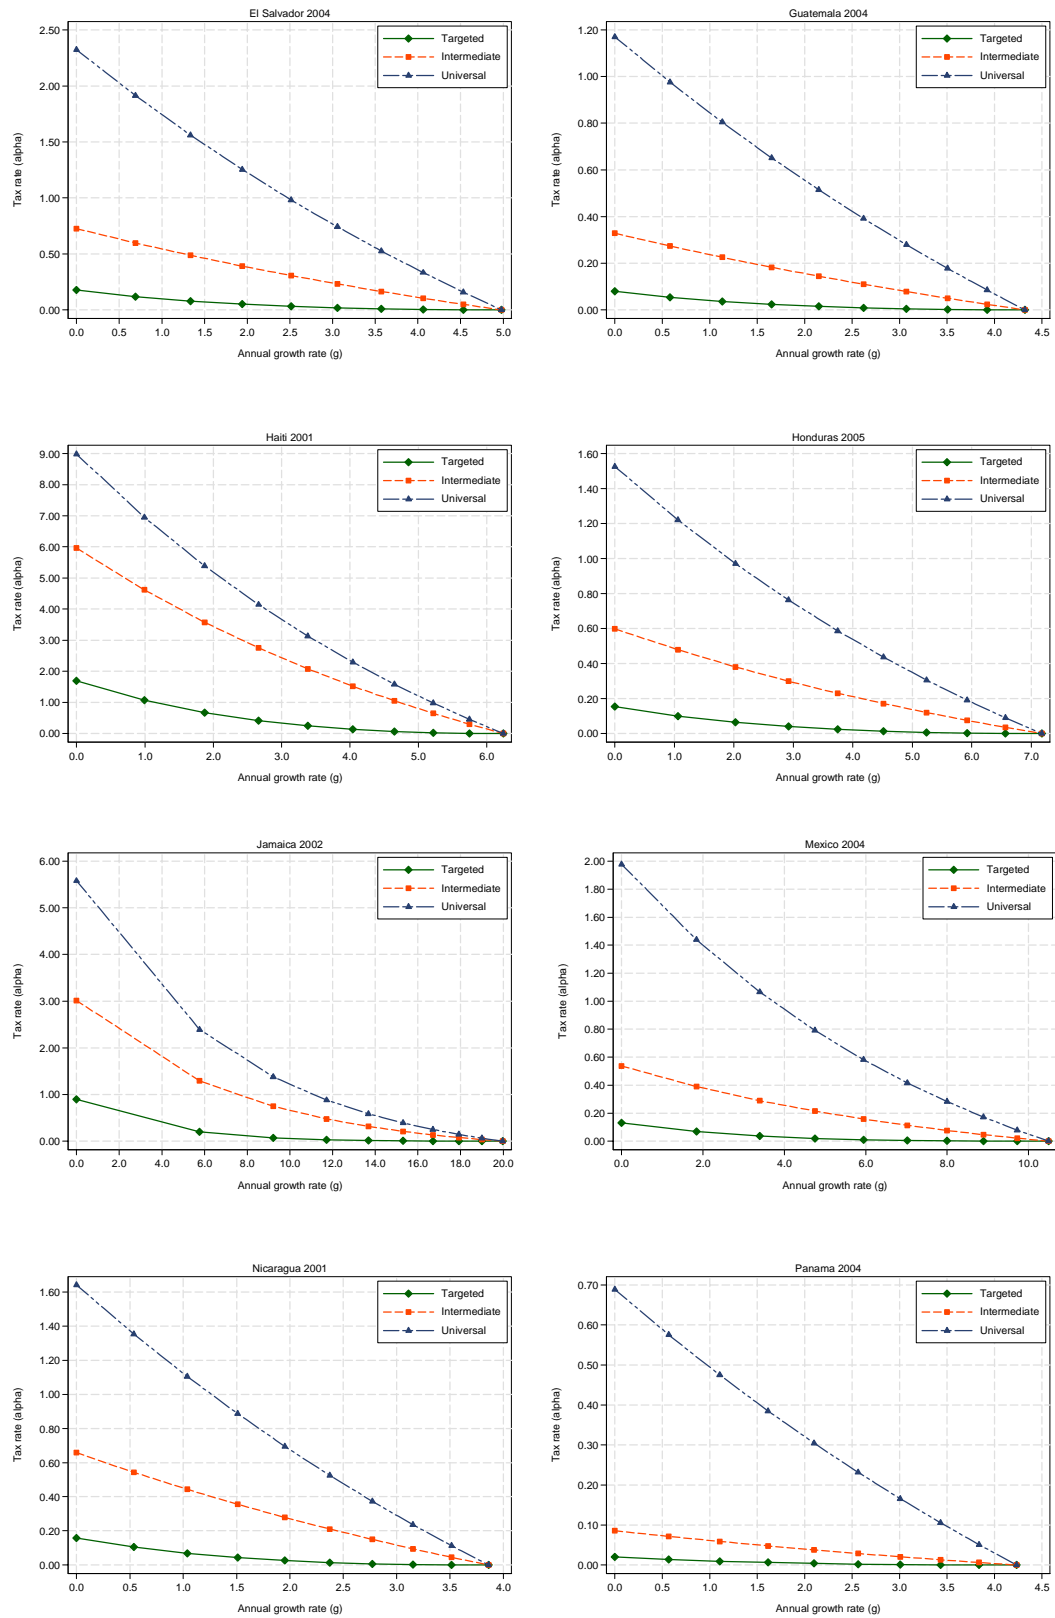 El Salvador 2004
2.50
2.00
1.50
1.00
0.50
0.00
Tax rate (alpha)
Targeted
Intermediate
Universal
0.0 0.5 1.0 1.5 2.0 2.5 3.0 3.5 4.0 4.5 5.0
Annual growth rate (g)
Guatemala 2004
1.20
1.00
0.80
0.60
0.40
0.20
0.00
Tax rate (alpha)
Targeted
Intermediate
Universal
0.0 0.5 1.0 1.5 2.0 2.5 3.0 3.5 4.0 4.5
Annual growth rate (g)
Haiti 2001
9.00
8.00
7.00
6.00
5.00
4.00
3.00
2.00
1.00
0.00
Tax rate (alpha)
Targeted
Intermediate
Universal
0.0 1.0 2.0 3.0 4.0 5.0 6.0
Annual growth rate (g)
Honduras 2005
1.60
1.40
1.20
1.00
0.80
0.60
0.40
0.20
0.00
Tax rate (alpha)
Targeted
Intermediate
Universal
0.0 1.0 2.0 3.0 4.0 5.0 6.0 7.0
Annual growth rate (g)
Jamaica 2002
6.00
5.00
4.00
3.00
2.00
1.00
0.00
Tax rate (alpha)
Targeted
Intermediate
Universal
0.0 2.0 4.0 6.0 8.0 10.0 12.0 14.0 16.0 18.0 20.0
Annual growth rate (g)
Mexico 2004
2.00
1.80
1.60
1.40
1.20
1.00
0.80
0.60
0.40
0.20
0.00
Tax rate (alpha)
Targeted
Intermediate
Universal
0.0 2.0 4.0 6.0 8.0 10.0
Annual growth rate (g)
Nicaragua 2001
1.60
1.40
1.20
1.00
0.80
0.60
0.40
0.20
0.00
Tax rate (alpha)
Targeted
Intermediate
Universal
0.0 0.5 1.0 1.5 2.0 2.5 3.0 3.5 4.0
Annual growth rate (g)
Panama 2004
0.70
0.60
0.50
0.40
0.30
0.20
0.10
0.00
Tax rate (alpha)
Targeted
Intermediate
Universal
0.0 0.5 1.0 1.5 2.0 2.5 3.0 3.5 4.0 4.5
Annual growth rate (g)